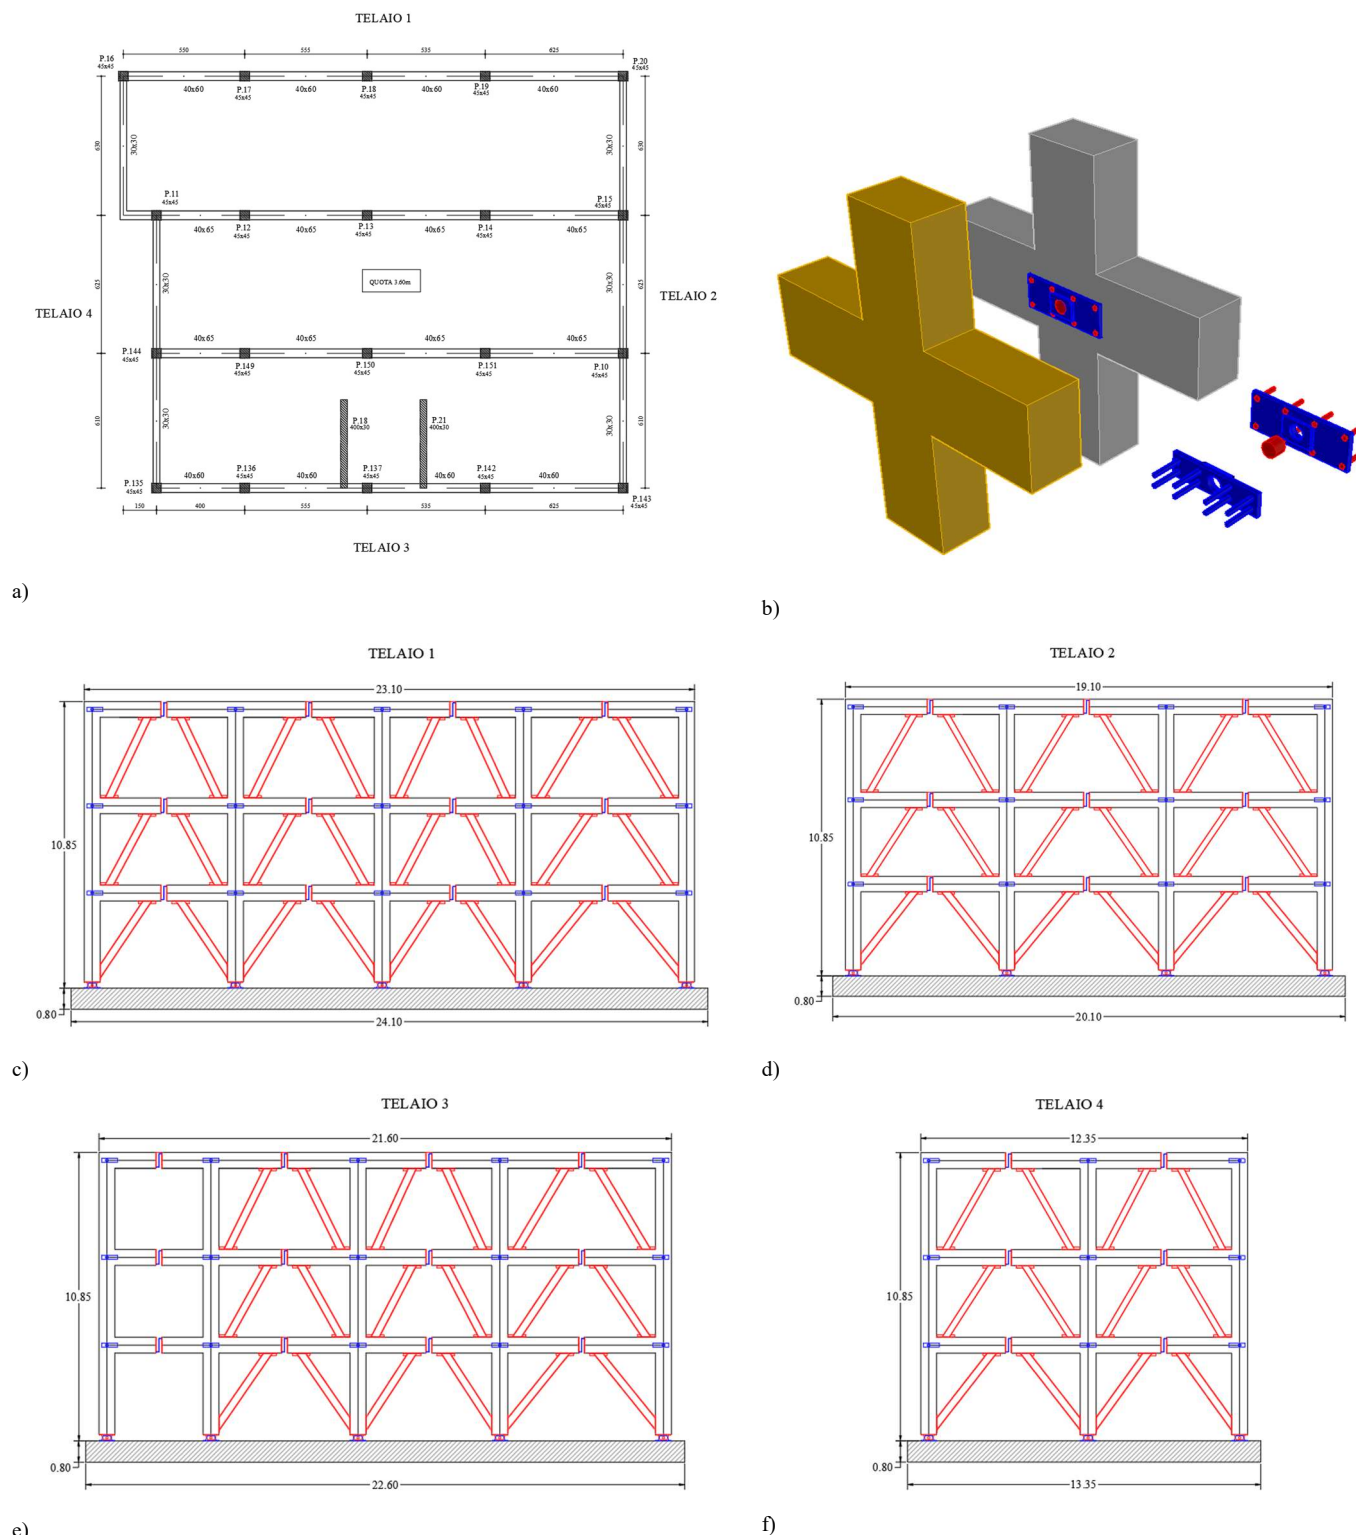 TELAIO 1
550 555 535 625
P.16
45x45
P.20
45x45
40x60 P.17 40x60 P.18 40x60 P.19 40x60
45x45 45x45 45x45
630 30x30 30x30 630
P.11
45x45
P.15
45x45
40x65 P.12 40x65 P.13 40x65 P.14 40x65
45x45 45x45 45x45
625 30x30 QUOTA 3.60m 30x30 625
TELAIO 4
TELAIO 2
40x65 40x65 40x65 40x65
P.144
45x45
P.149 P.150 P.151 P.10
45x45 45x45 45x45 45x45
610 30x30 30x30 610
P.18
400x30
P.21
400x30
40x60 P.136 40x60 P.137 P.142 40x60
45x45 45x45 40x60 45x45
P.135
45x45
P.143
45x45
150 400 555 535 625
TELAIO 3
a)
b)
TELAIO 1
23.10
10.85
0.80
24.10
c)
TELAIO 2
19.10
10.85
0.80
20.10
d)
TELAIO 3
21.60
10.85
0.80
22.60
e)
TELAIO 4
12.35
10.85
0.80
13.35
f)